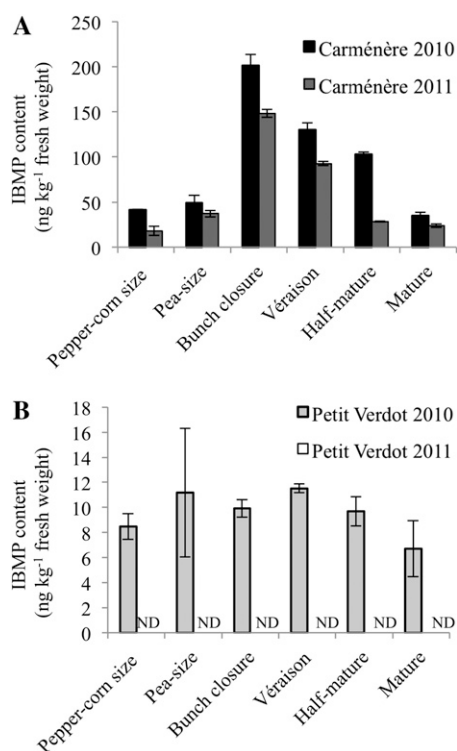 A
Carménère 2010
Carménère 2011
IBMP content
(ng kg⁻¹ fresh weight)
250
200
150
100
50
0
Pepper-corn size
Pea-size
Bunch closure
Véraison
Half-mature
Mature
B
Petit Verdot 2010
Petit Verdot 2011
IBMP content
(ng kg⁻¹ fresh weight)
18
16
14
12
10
8
6
4
2
0
ND ND ND ND ND ND
Pepper-corn size
Pea-size
Bunch closure
Véraison
Half-mature
Mature